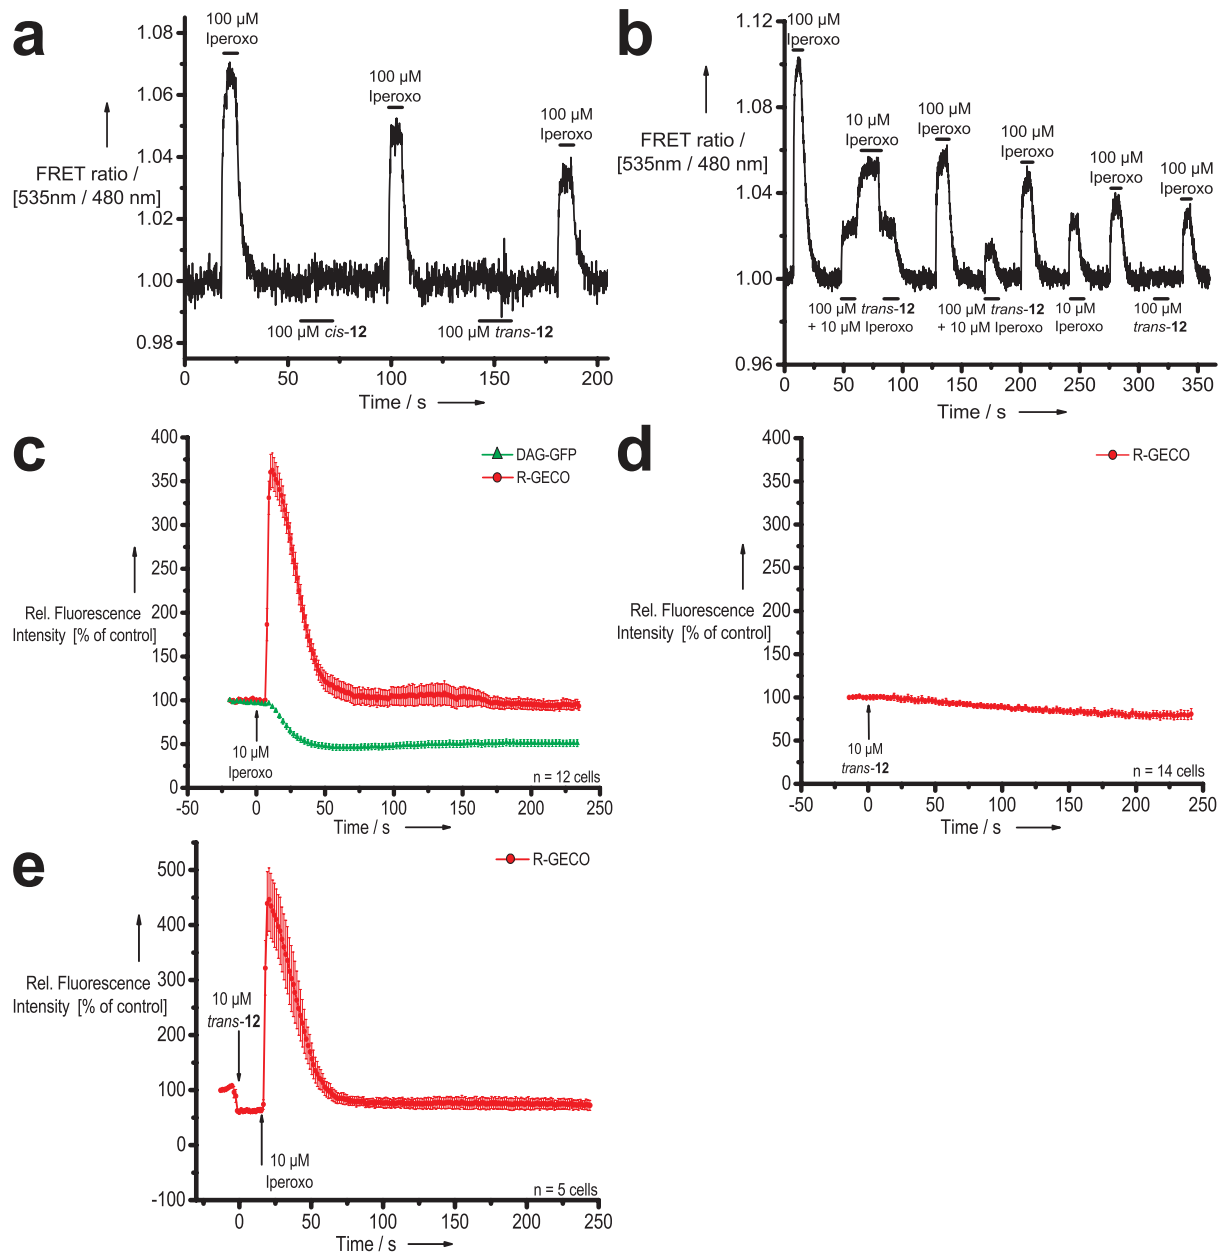 a
1.08
1.06
1.04
1.02
1.00
0.98
FRET ratio /
[535nm / 480 nm]
100 µM
Iperoxo
100 µM
Iperoxo
100 µM
Iperoxo
100 µM cis-12
100 µM trans-12
0
50
100
150
200
Time / s
b
1.12
1.08
1.04
1.00
0.96
FRET ratio /
[535nm / 480 nm]
100 µM
Iperoxo
10 µM
Iperoxo
100 µM
Iperoxo
100 µM
Iperoxo
100 µM
Iperoxo
100 µM
Iperoxo
100 µM trans-12
+ 10 µM Iperoxo
100 µM trans-12
+ 10 µM Iperoxo
10 µM
Iperoxo
100 µM
trans-12
0
50
100
150
200
250
300
350
Time / s
c
400
350
300
250
200
150
100
50
0
Rel. Fluorescence
Intensity [% of control]
DAG-GFP
R-GECO
10 µM
Iperoxo
n = 12 cells
-50
0
50
100
150
200
250
Time / s
d
400
350
300
250
200
150
100
50
0
Rel. Fluorescence
Intensity [% of control]
R-GECO
10 µM
trans-12
n = 14 cells
-50
0
50
100
150
200
250
Time / s
e
500
400
300
200
100
0
-100
Rel. Fluorescence
Intensity [% of control]
R-GECO
10 µM
trans-12
10 µM
Iperoxo
n = 5 cells
0
50
100
150
200
250
Time / s